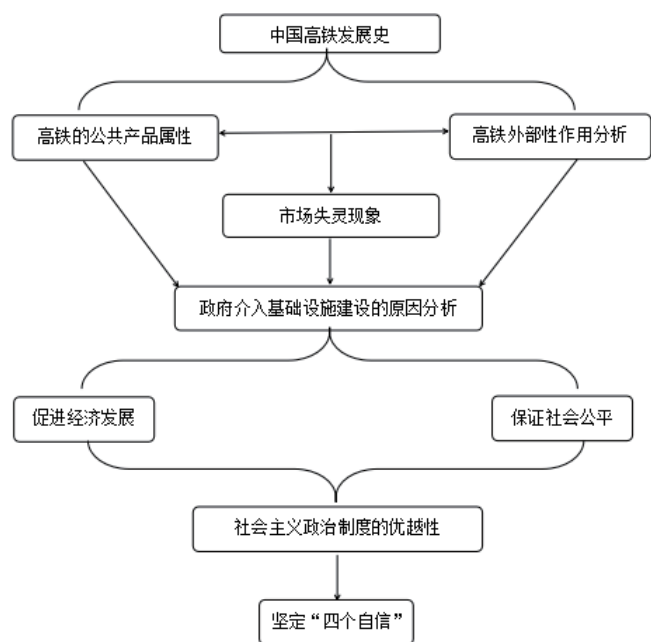 中国高铁发展史
高铁的公共产品属性
高铁外部性作用分析
市场失灵现象
政府介入基础设施建设的原因分析
促进经济发展
保证社会公平
社会主义政治制度的优越性
坚定“四个自信”